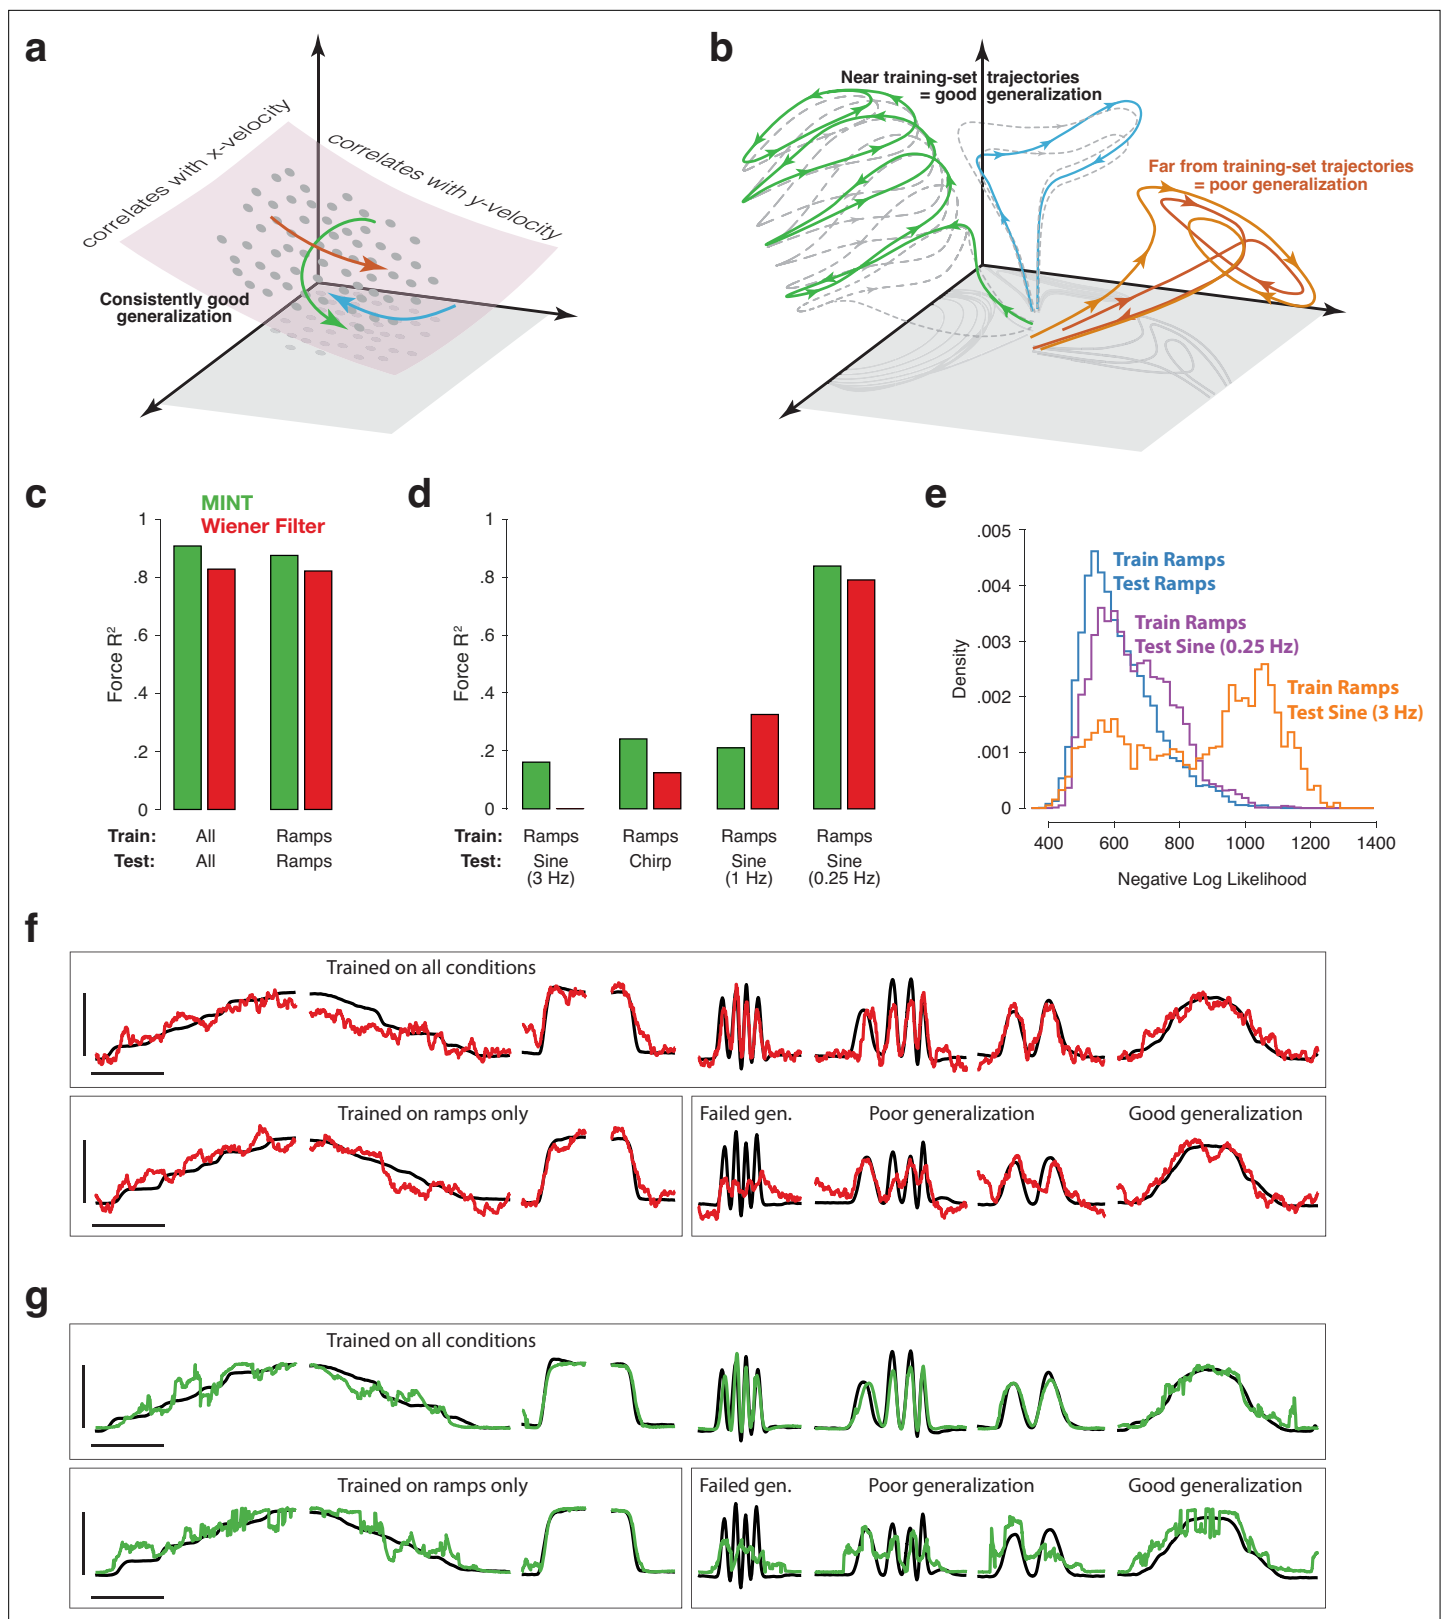 a
correlates with x-velocity
correlates with y-velocity
Consistently good
generalization
b
Near training-set trajectories
= good generalization
Far from training-set trajectories
= poor generalization
c
MINT
Wiener Filter
1
.8
.6
.4
.2
0
Force R²
Train: All Ramps
Test: All Ramps
d
1
.8
.6
.4
.2
0
Force R²
Train: Ramps Ramps Ramps Ramps
Test: Sine Chirp Sine Sine
(3 Hz) (1 Hz) (0.25 Hz)
e
.005
.004
.003
.002
.001
0
Density
Train Ramps
Test Ramps
Train Ramps
Test Sine (0.25 Hz)
Train Ramps
Test Sine (3 Hz)
400 600 800 1000 1200 1400
Negative Log Likelihood
f
Trained on all conditions
Trained on ramps only
Failed gen.
Poor generalization
Good generalization
g
Trained on all conditions
Trained on ramps only
Failed gen.
Poor generalization
Good generalization